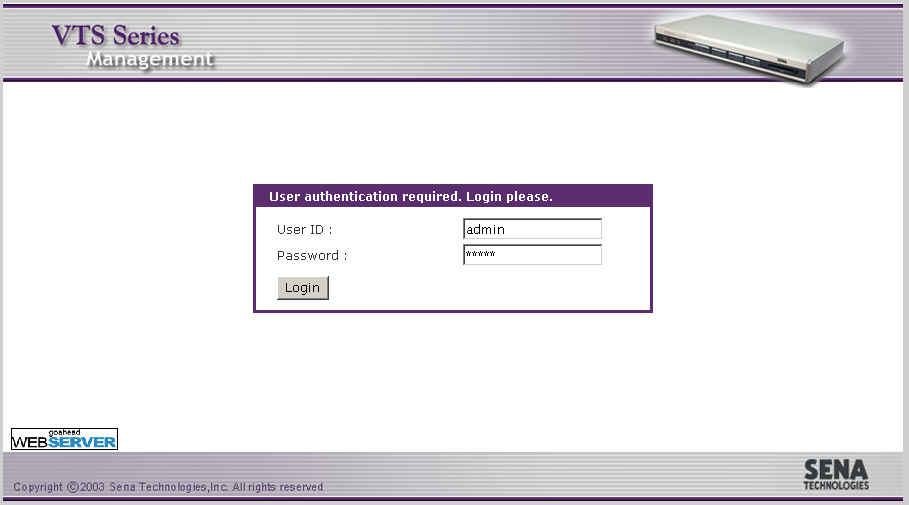 VTS Series
Management
SENA
User authentication required. Login please.
User ID :
admin
Password :
*****
Login
goahead
WEBSERVER
SENA
TECHNOLOGIES
Copyright ©2003 Sena Technologies,Inc. All rights reserved